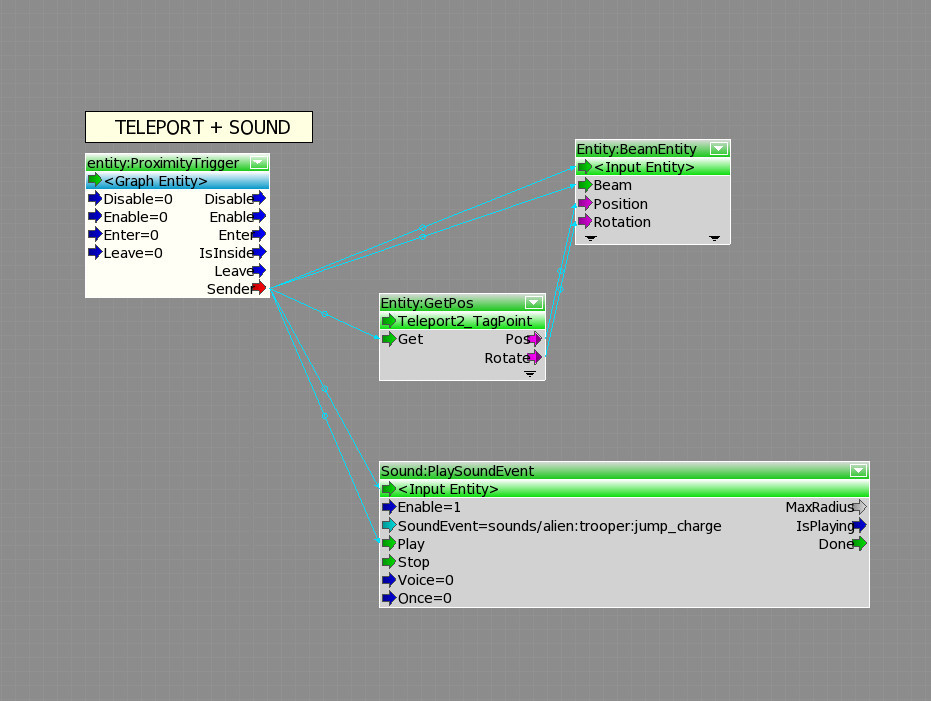 TELEPORT + SOUND
entity:ProximityTrigger
<Graph Entity>
Disable=0 Disable
Enable=0 Enable
Enter=0 Enter
Leave=0 IsInside
Leave
Sender
Entity:BeamEntity
<Input Entity>
Beam
Position
Rotation
Entity:GetPos
Teleport2_TagPoint
Get Pos
Rotate
Sound:PlaySoundEvent
<Input Entity>
Enable=1 MaxRadius
SoundEvent=sounds/alien:trooper:jump_charge IsPlaying
Play Done
Stop
Voice=0
Once=0